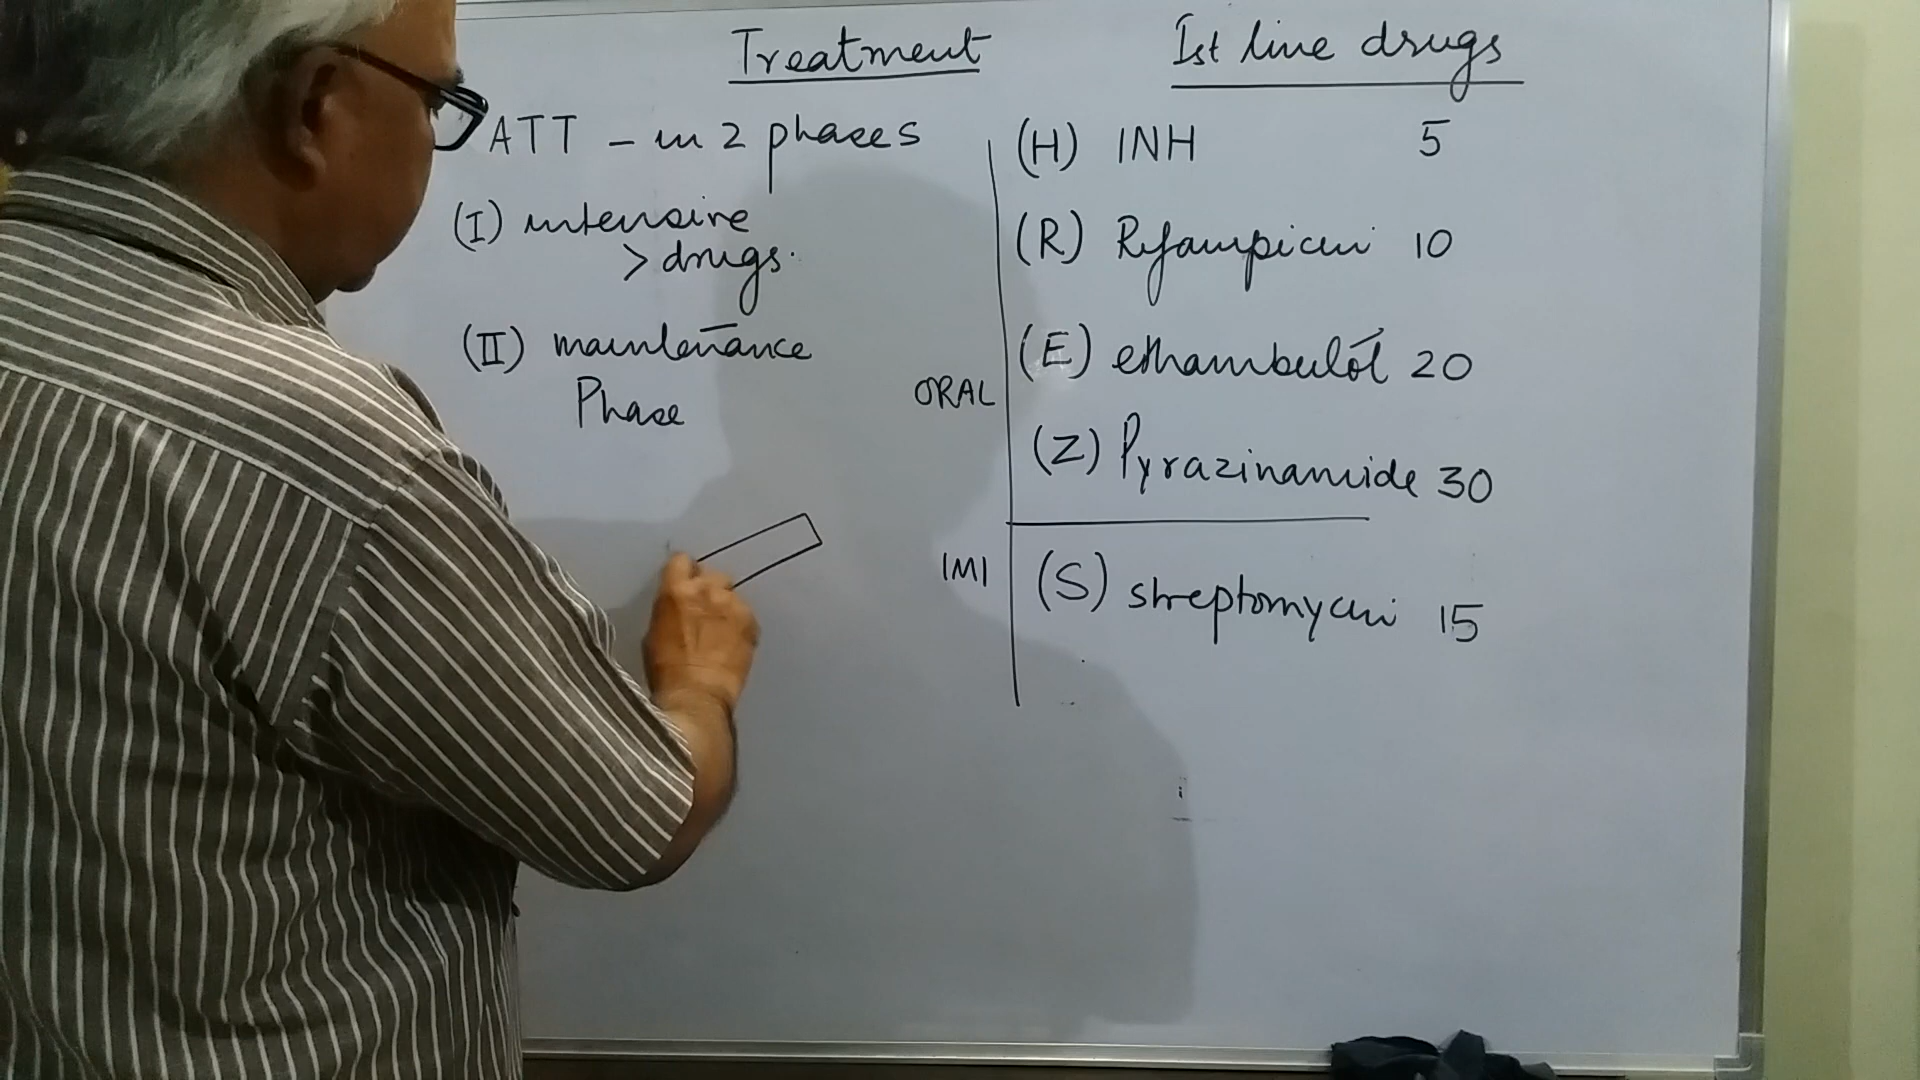 Treatment
ATT - in 2 phases
(I) intensive
> drugs.
(II) maintenance
Phase
Ist line drugs
(H) INH 5
(R) Rifampicin 10
(E) ethambutol 20
ORAL
(Z) Pyrazinamide 30
IMI
(S) streptomycin 15